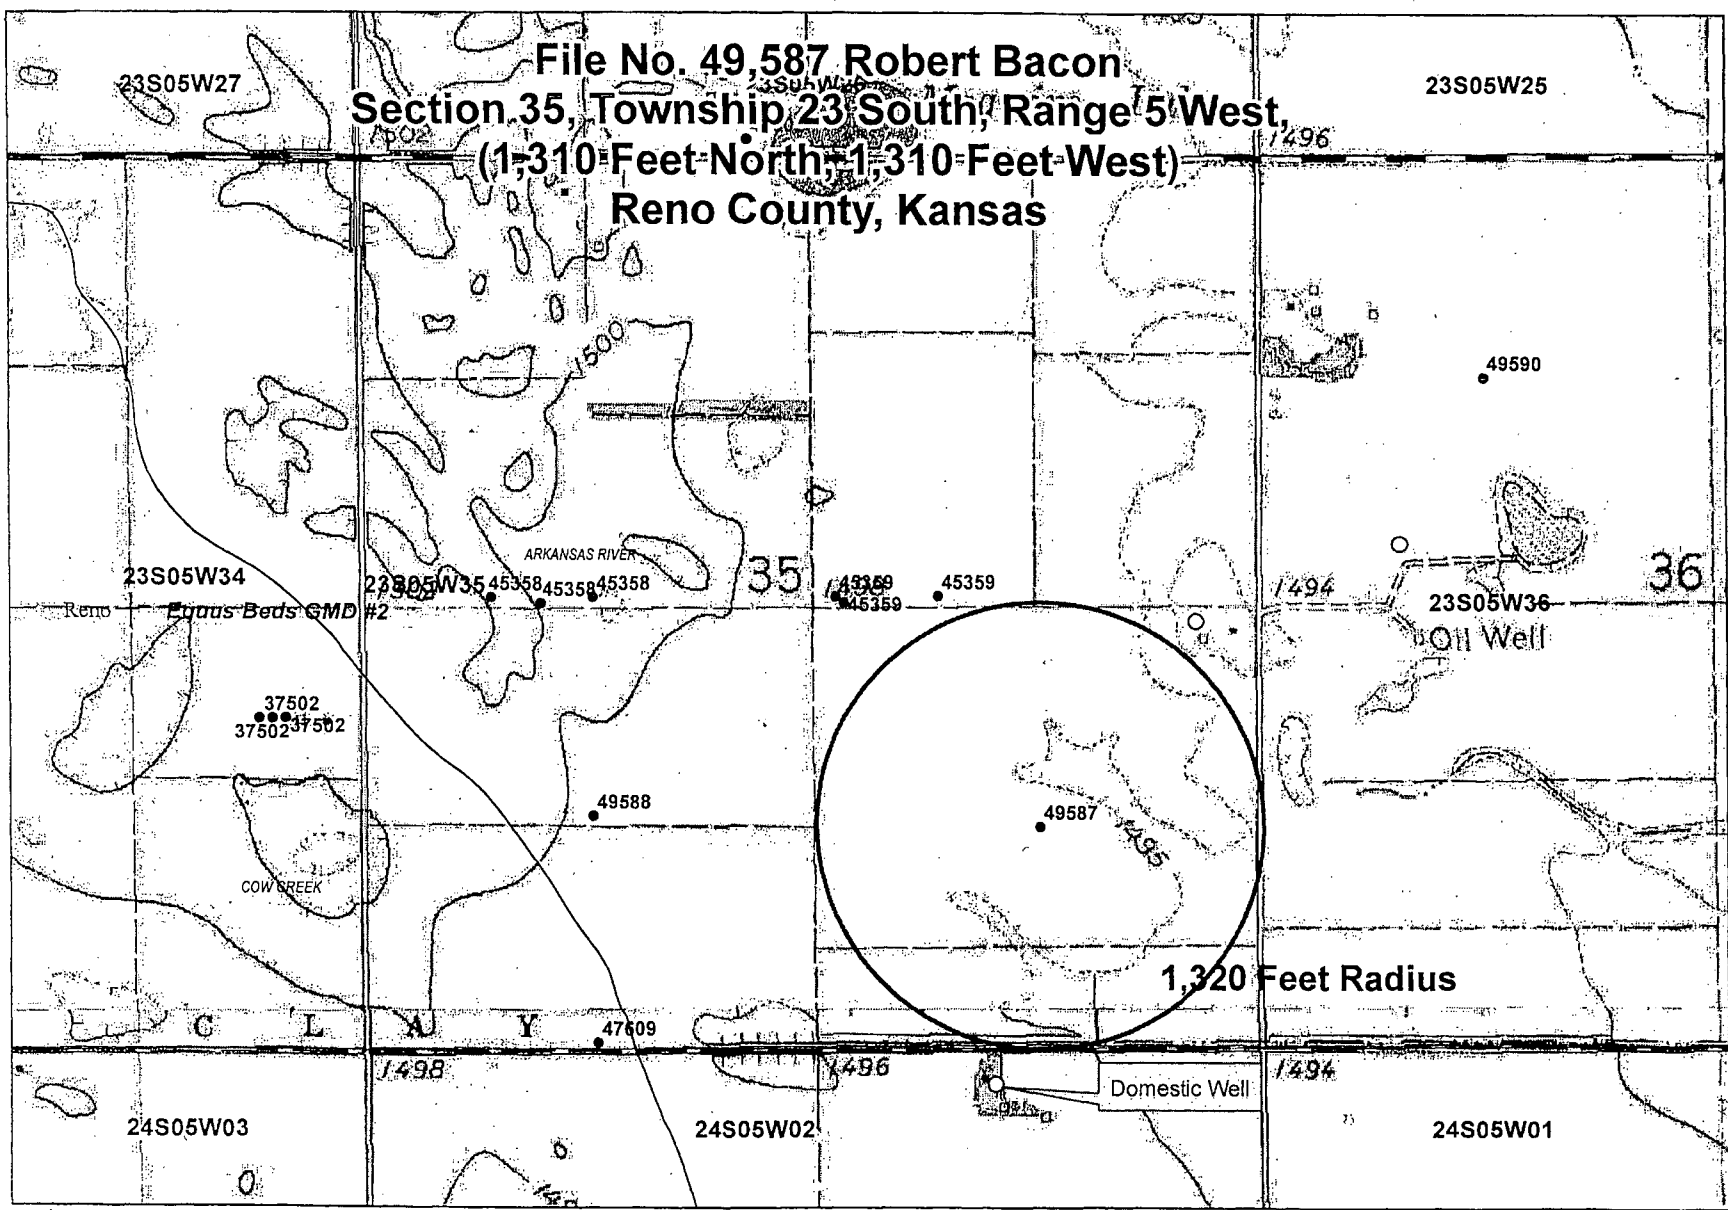 File No. 49,587 Robert Bacon
23S05W27
23S05W25
Section 35, Township 23 South, Range 5 West,
1496
(1,310 Feet North, 1,310 Feet West)
Reno County, Kansas
1500
49590
ARKANSAS RIVER
35
36
23S05W34
23S05W35
45358
45358
45358
45359
45359
45359
1494
23S05W36
Reno
Equus Beds GMD #2
Oil Well
37502
37502
37502
49588
49587
1495
COW CREEK
1,320 Feet Radius
C L A Y
47609
1498
1496
1494
Domestic Well
24S05W03
24S05W02
24S05W01